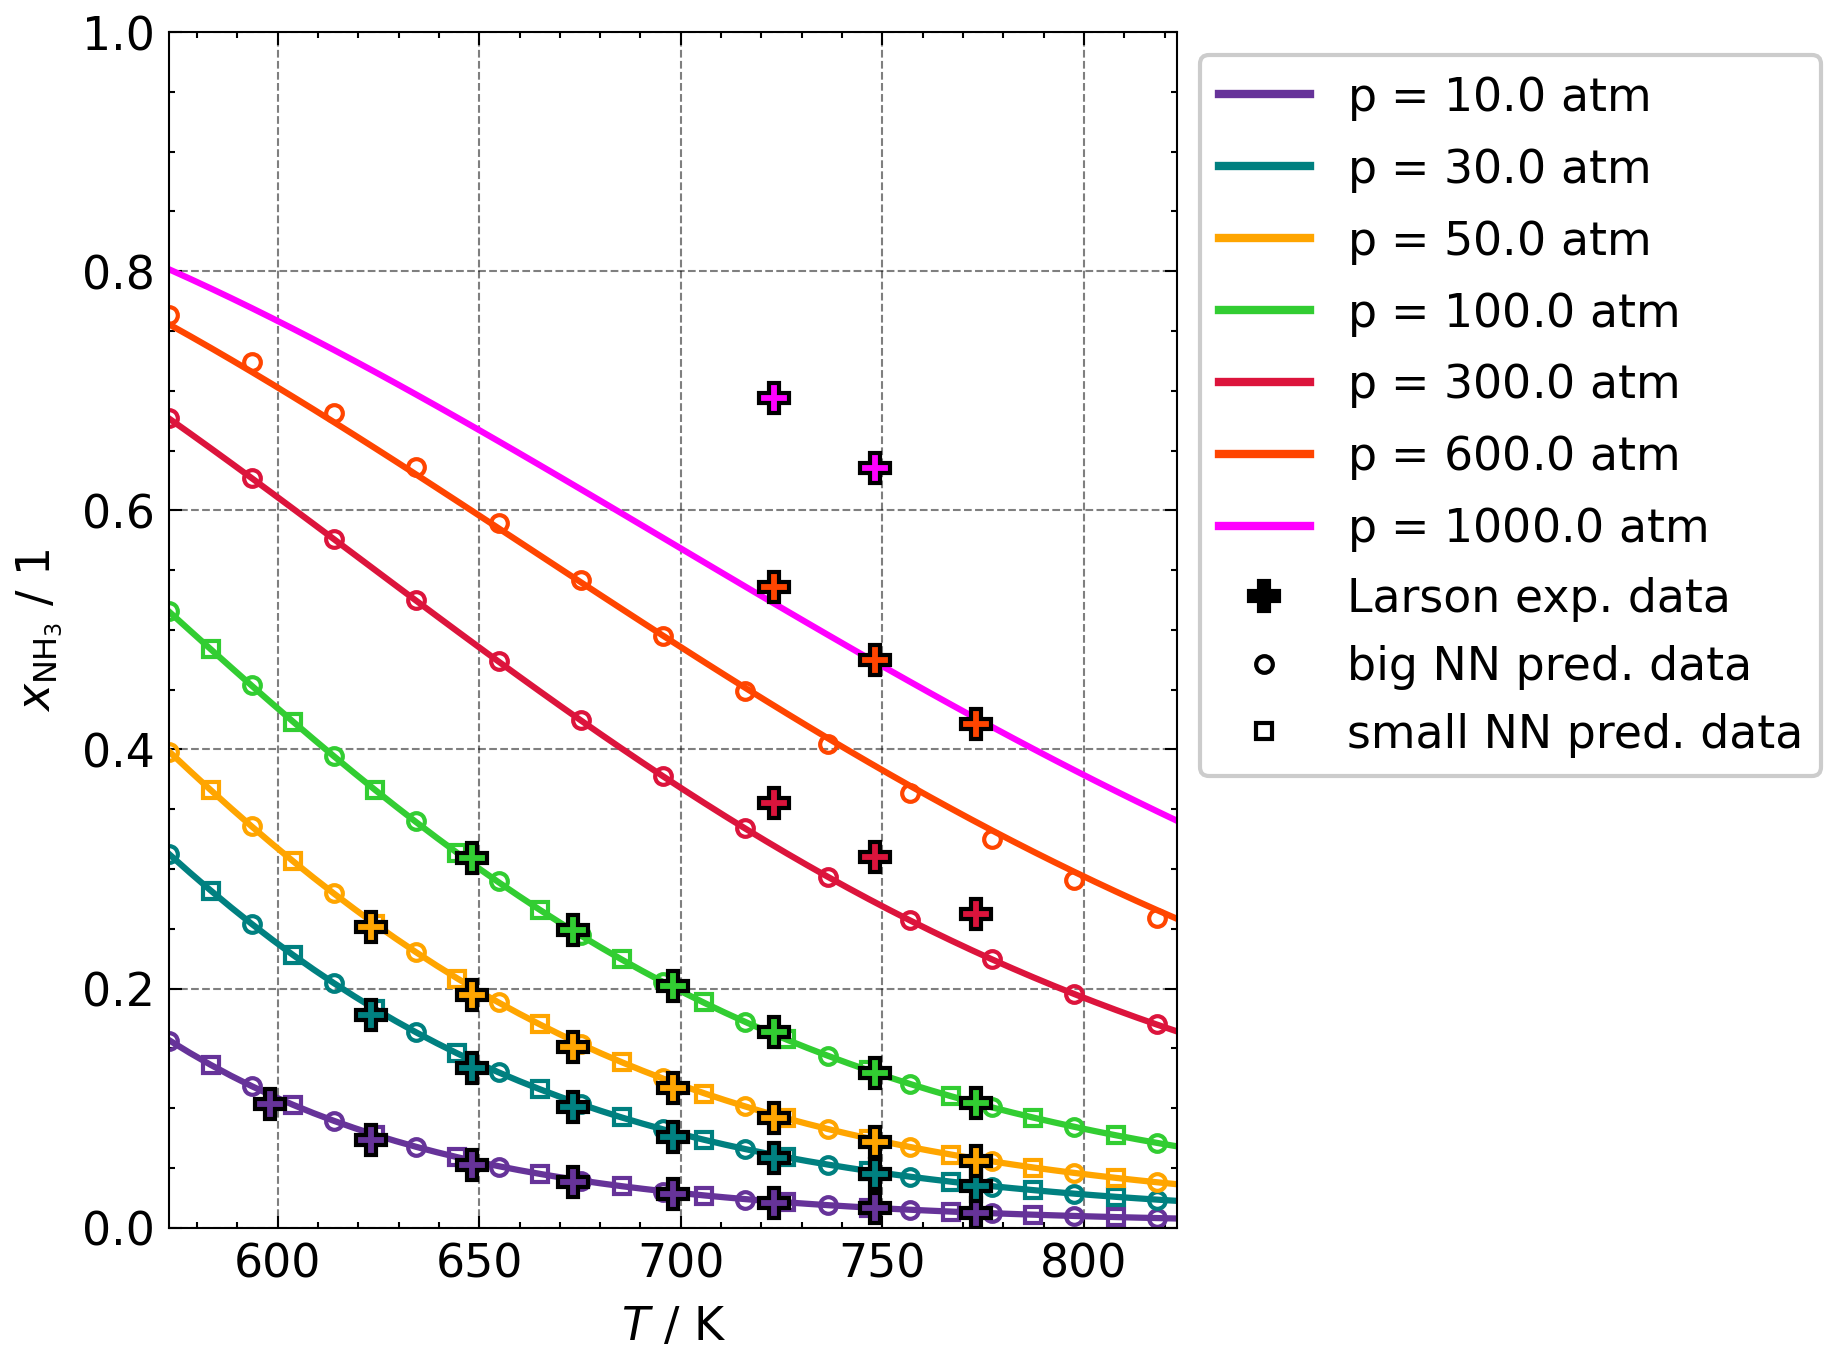 1.0
0.8
0.6
0.4
0.2
0.0
600
650
700
750
800
T / K
xNH3 / 1
p = 10.0 atm
p = 30.0 atm
p = 50.0 atm
p = 100.0 atm
p = 300.0 atm
p = 600.0 atm
p = 1000.0 atm
Larson exp. data
big NN pred. data
small NN pred. data